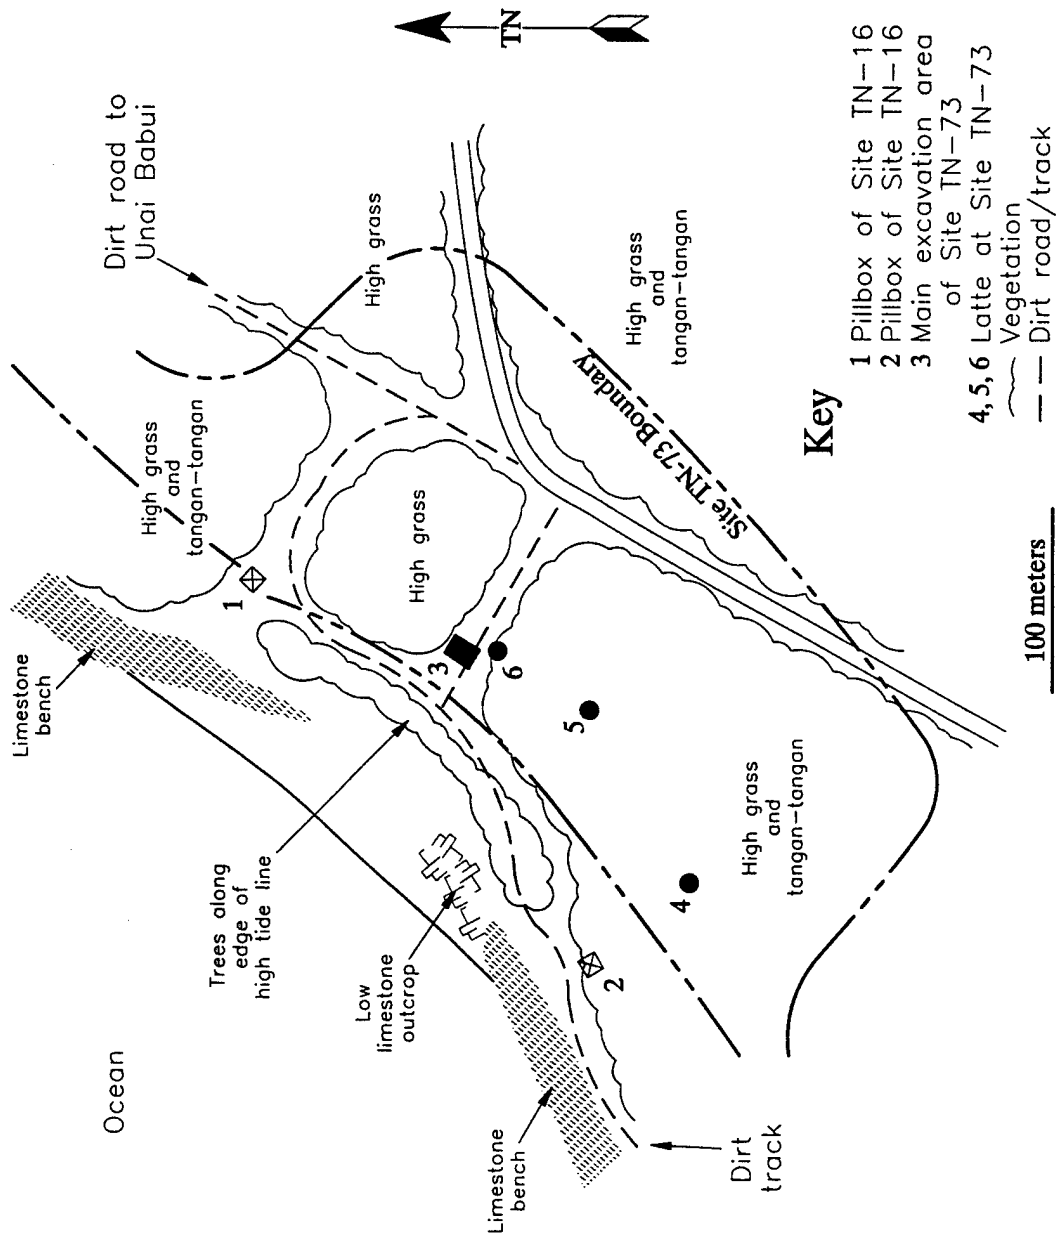 Ocean
Limestone
bench
Dirt road to
Unai Babui
TN
High grass
and
tangan-tangan
High grass
1
Trees along
edge of
high tide line
High grass
3
6
5
Low
limestone
outcrop
High grass
and
tangan-tangan
Site TN-73 Boundary
High grass
and
tangan-tangan
4
2
Limestone
bench
Dirt
track
Key
1 Pillbox of Site TN-16
2 Pillbox of Site TN-16
3 Main excavation area
of Site TN-73
4,5,6 Latte at Site TN-73
Vegetation
Dirt road/track
100 meters